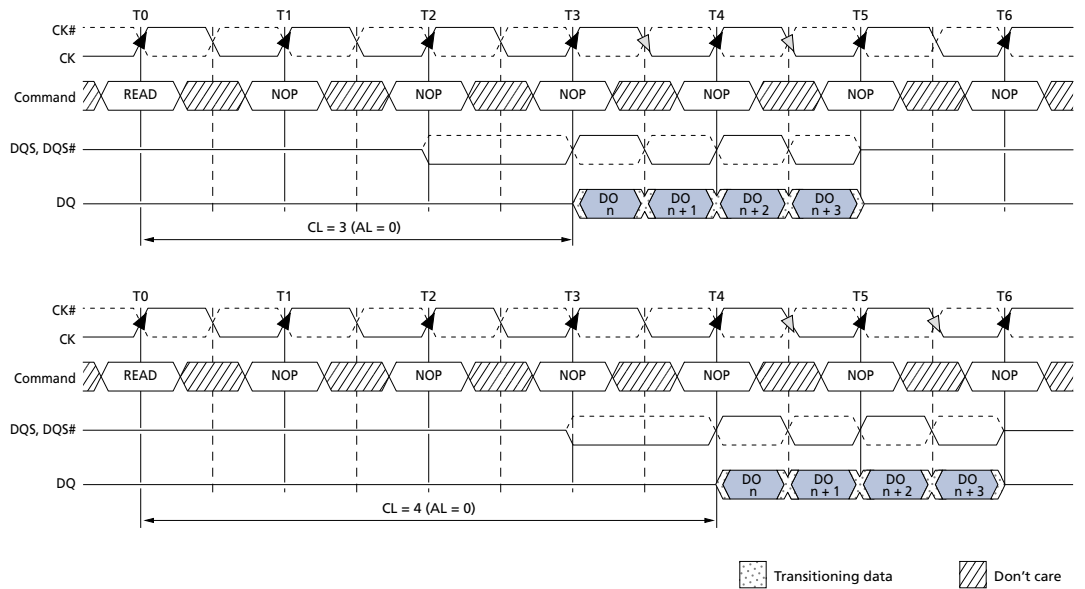 T0 T1 T2 T3 T4 T5 T6
CK#
CK
Command READ NOP NOP NOP NOP NOP NOP
DQS, DQS#
DQ DO n DO n + 1 DO n + 2 DO n + 3
CL = 3 (AL = 0)
T0 T1 T2 T3 T4 T5 T6
CK#
CK
Command READ NOP NOP NOP NOP NOP NOP
DQS, DQS#
DQ DO n DO n + 1 DO n + 2 DO n + 3
CL = 4 (AL = 0)
Transitioning data Don't care